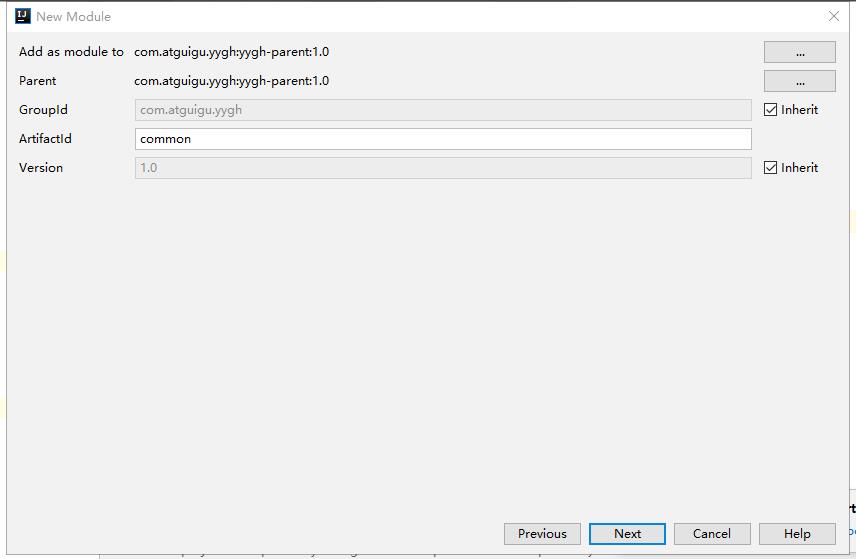 New Module
Add as module to com.atguigu.yygh:yygh-parent:1.0 ...
Parent com.atguigu.yygh:yygh-parent:1.0 ...
GroupId com.atguigu.yygh Inherit
ArtifactId common
Version 1.0 Inherit
Previous Next Cancel Help